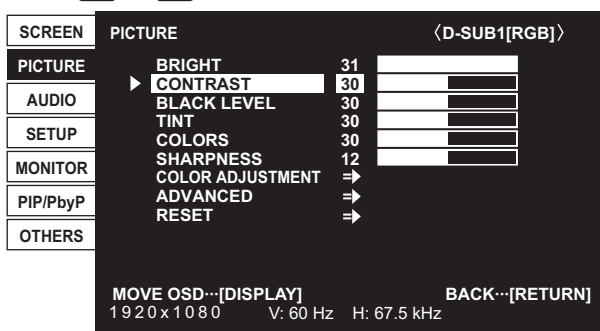 SCREEN
PICTURE
AUDIO
SETUP
MONITOR
PIP/PbyP
OTHERS
PICTURE 〈D-SUB1[RGB]〉
BRIGHT 31
CONTRAST 30
BLACK LEVEL 30
TINT 30
COLORS 30
SHARPNESS 12
COLOR ADJUSTMENT
ADVANCED
RESET
MOVE OSD···[DISPLAY] BACK···[RETURN]
1920x1080 V: 60 Hz H: 67.5 kHz